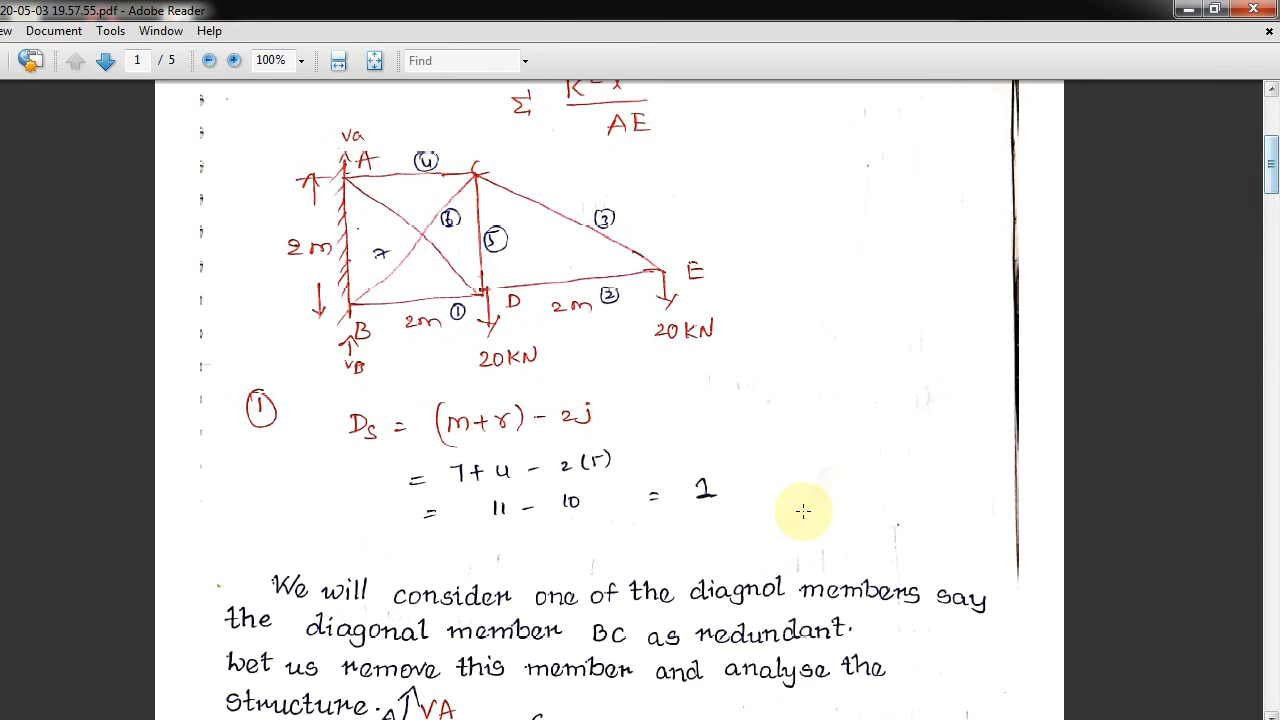 20-05-03 19.57.55.pdf - Adobe Reader
ew Document Tools Window Help
1 / 5 100% Find
Σ
AE
Va
A
4
C
2m
7
6
5
3
E
B
2m 1
D
2m 2
VB
20KN
20KN
1
Ds = (m+r) - 2j
= 7+4 - 2(5)
= 11 - 10 = 1
We will consider one of the diagnol members say
the diagonal member BC as redundant.
Let us remove this member and analyse the
structure.
A VA